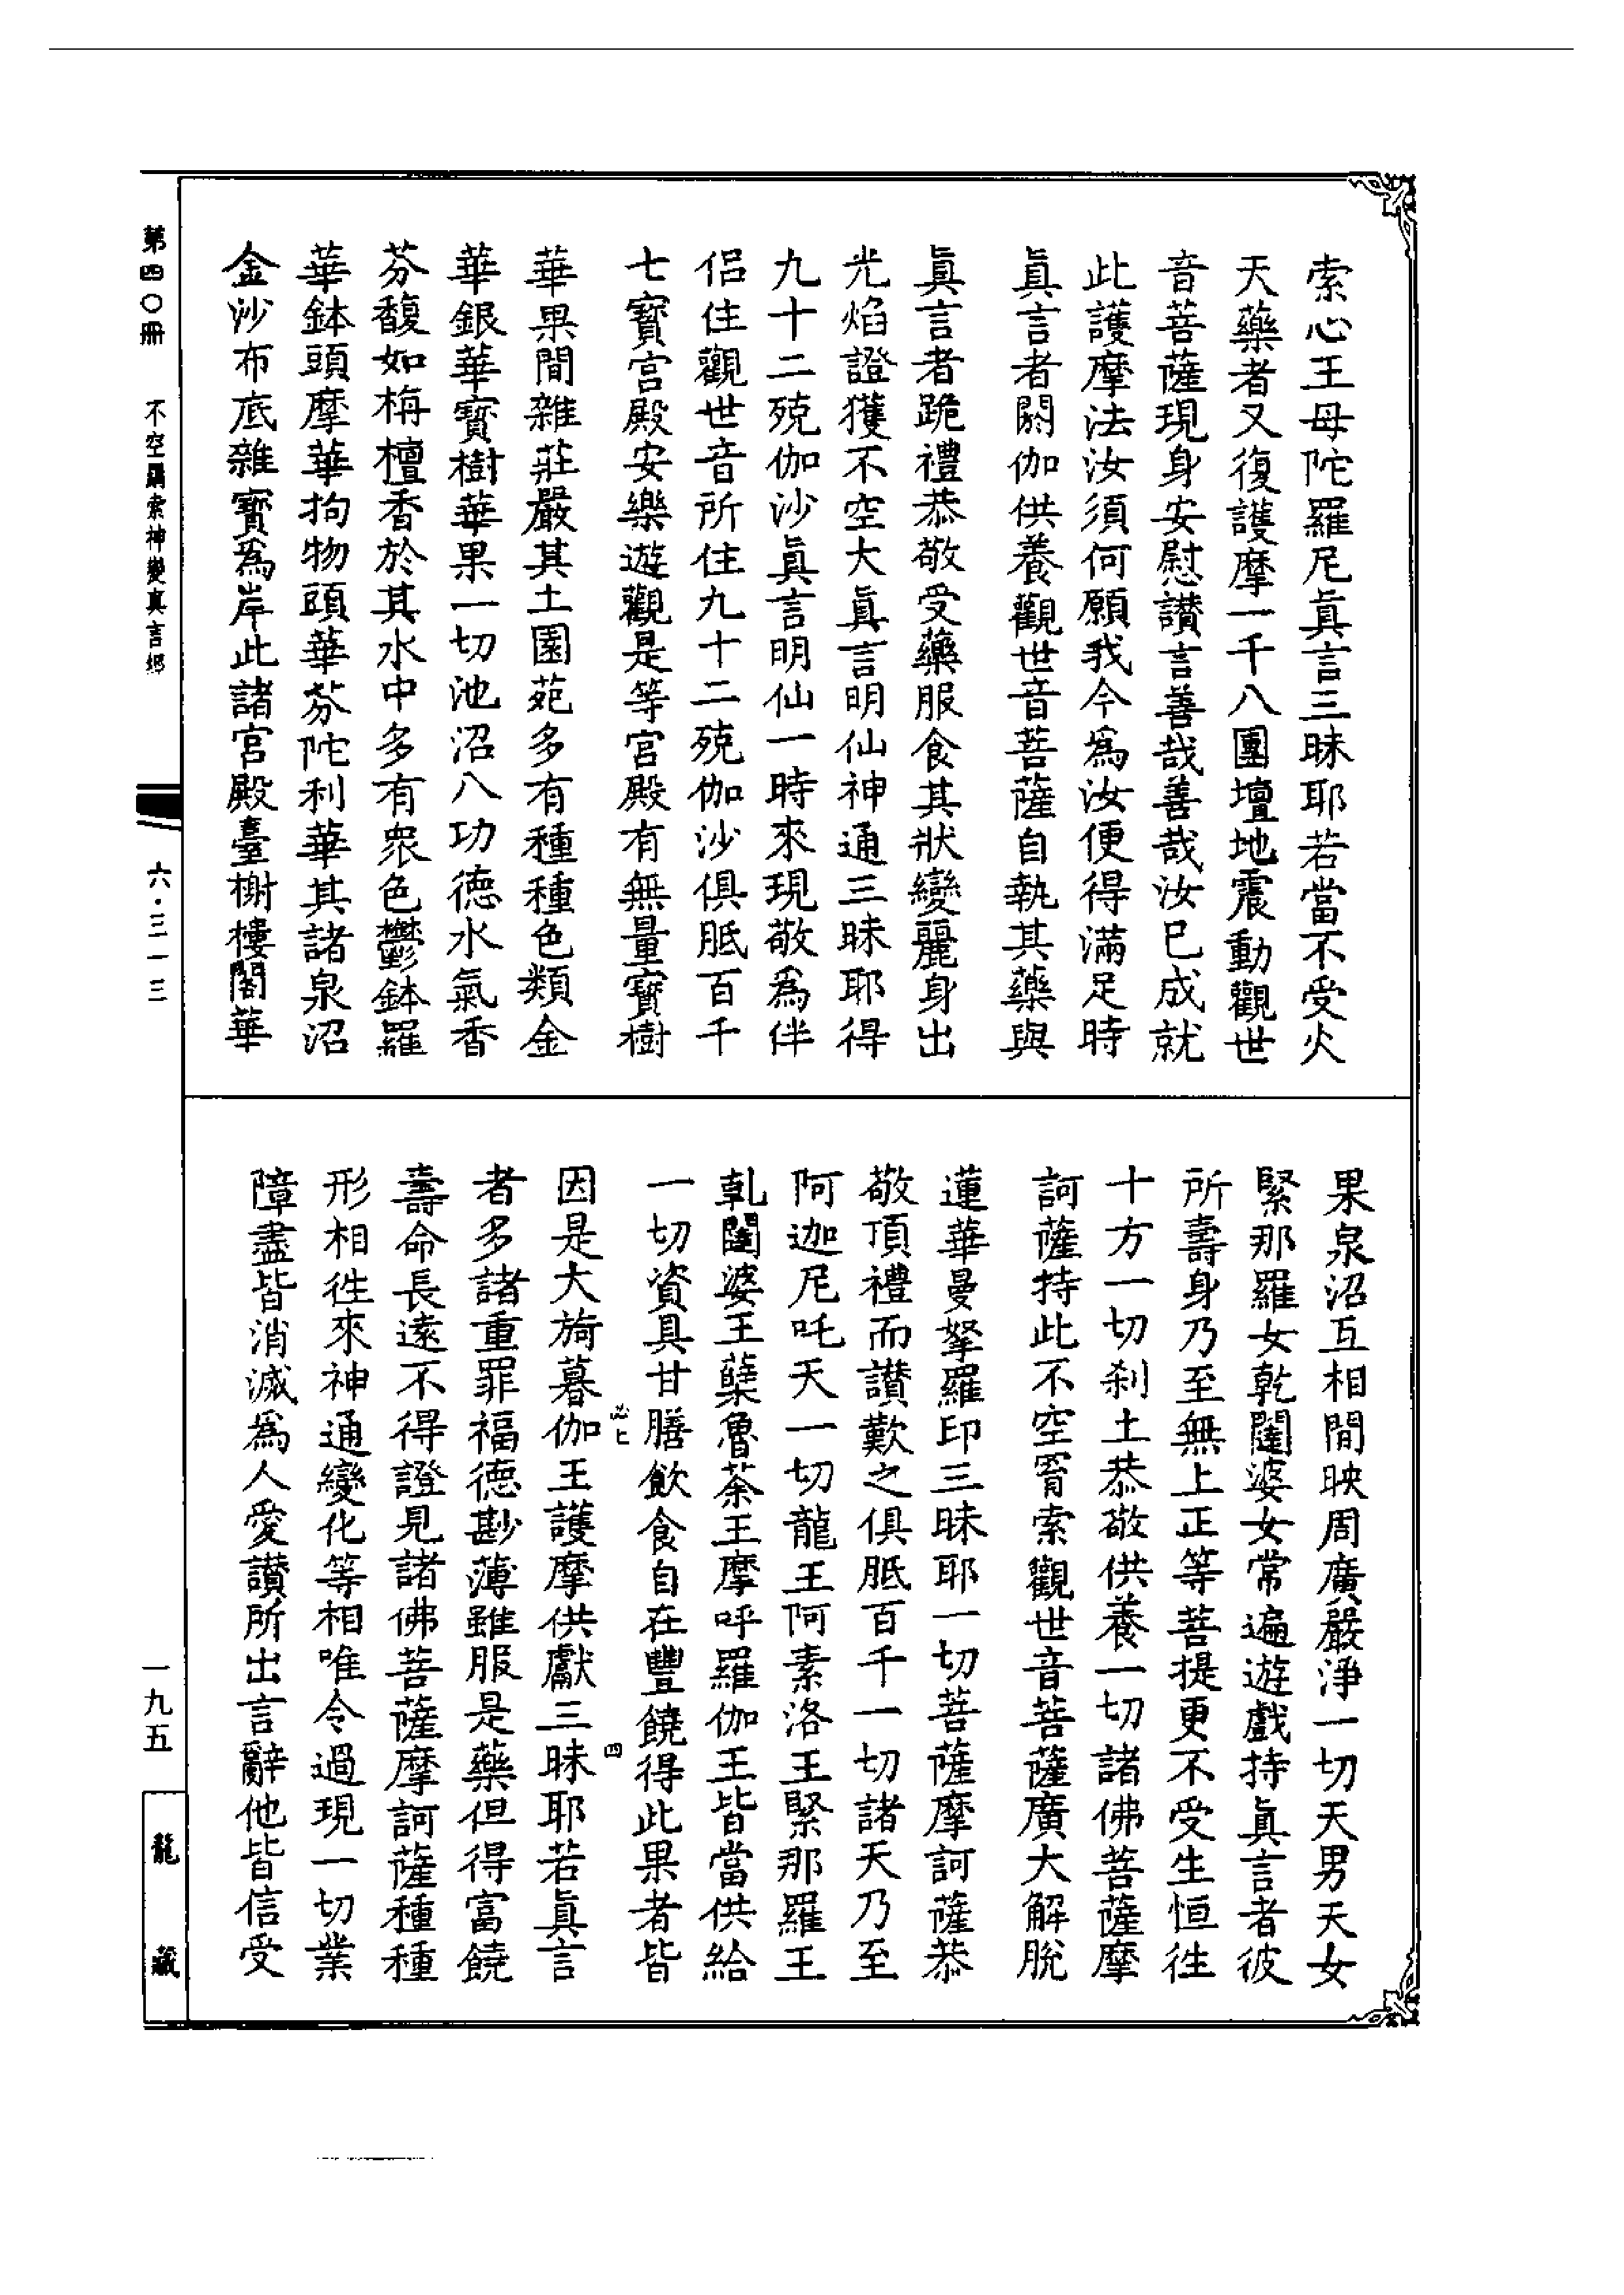 索心王母陀羅尼眞言三昧耶若當不受火
天藥者又復護摩一千八團壇地震動觀世
音菩薩現身安慰讃言善哉善哉汝已成就
此護摩法汝須何願我今爲汝便得滿足時
眞言者閼伽供養觀世音菩薩自執其藥與
眞言者跪禮恭敬受藥服食其狀變麗身出
光焰證獲不空大眞言明仙神通三昧耶得
九十二殑伽沙眞言明仙一時來現敬爲伴
侣住觀世音所住九十二殑伽沙俱胝百千
七寳宮殿安樂遊觀是等宮殿有無量寳樹
華果間雜莊嚴其土園苑多有種種色類金
華銀華寳樹華果一切池沼八功德水氣香
芬馥如栴檀香於其水中多有衆色鬱鉢羅
華鉢頭摩華拘物頭華芬陀利華其諸泉沼
金沙布底雜寳爲岸此諸宮殿臺榭樓閣華
果泉沼互相間映周廣嚴淨一切天男天女
緊那羅女乾闥婆女常遍遊戲持眞言者彼
所壽身乃至無上正等菩提更不受生恒徃
十方一切刹土恭敬供養一切諸佛菩薩摩
訶薩持此不空罥索觀世音菩薩廣大解脫
蓮華曼拏羅印三昧耶一切菩薩摩訶薩恭
敬頂禮而讃歎之俱胝百千一切諸天乃至
阿迦尼吒天一切龍王阿素洛王緊那羅王
乹闥婆王蘖魯荼王摩呼羅伽王皆當供給
一切資具甘膳飲食自在豐饒得此果者皆
因是大旖暮伽王護摩供獻三昧耶若眞言
者多諸重罪福德尠薄雖服是藥但得富饒
壽命長遠不得證見諸佛菩薩摩訶薩種種
形相徃來神通變化等相唯令過現一切業
障盡皆消滅爲人愛讃所出言辭他皆信受
第四〇册
不空羂索神變真言經
六·三一三
一九五
龍藏
四